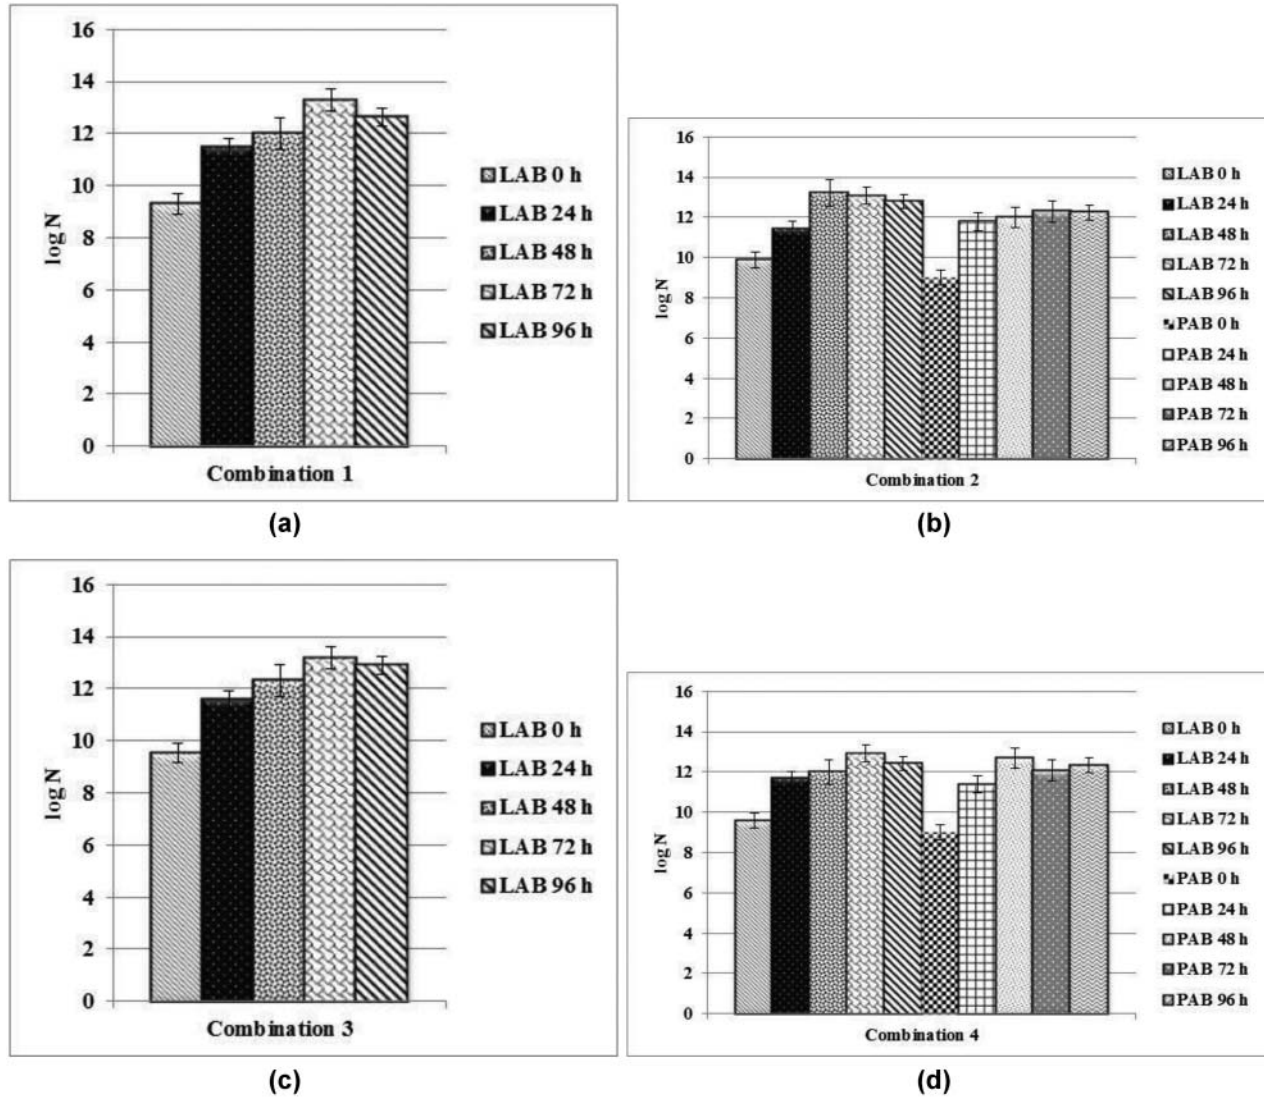 16
14
12
10
8
6
4
2
0
log N
Combination 1
LAB 0 h
LAB 24 h
LAB 48 h
LAB 72 h
LAB 96 h
(a)
16
14
12
10
8
6
4
2
0
log N
Combination 2
LAB 0 h
LAB 24 h
LAB 48 h
LAB 72 h
LAB 96 h
PAB 0 h
PAB 24 h
PAB 48 h
PAB 72 h
PAB 96 h
(b)
16
14
12
10
8
6
4
2
0
log N
Combination 3
LAB 0 h
LAB 24 h
LAB 48 h
LAB 72 h
LAB 96 h
(c)
16
14
12
10
8
6
4
2
0
log N
Combination 4
LAB 0 h
LAB 24 h
LAB 48 h
LAB 72 h
LAB 96 h
PAB 0 h
PAB 24 h
PAB 48 h
PAB 72 h
PAB 96 h
(d)